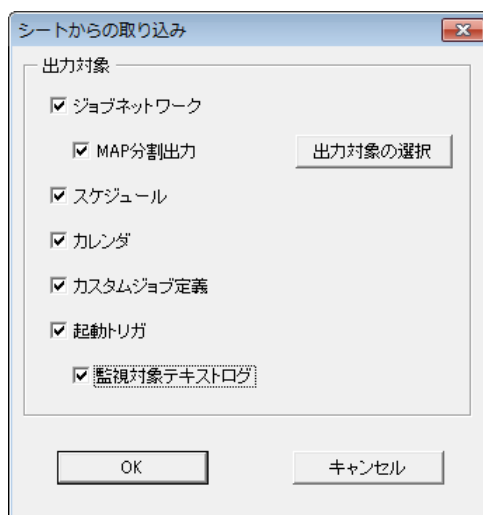 シートからの取り込み
出力対象
ジョブネットワーク
MAP分割出力
出力対象の選択
スケジュール
カレンダ
カスタムジョブ定義
起動トリガ
監視対象テキストログ
OK
キャンセル